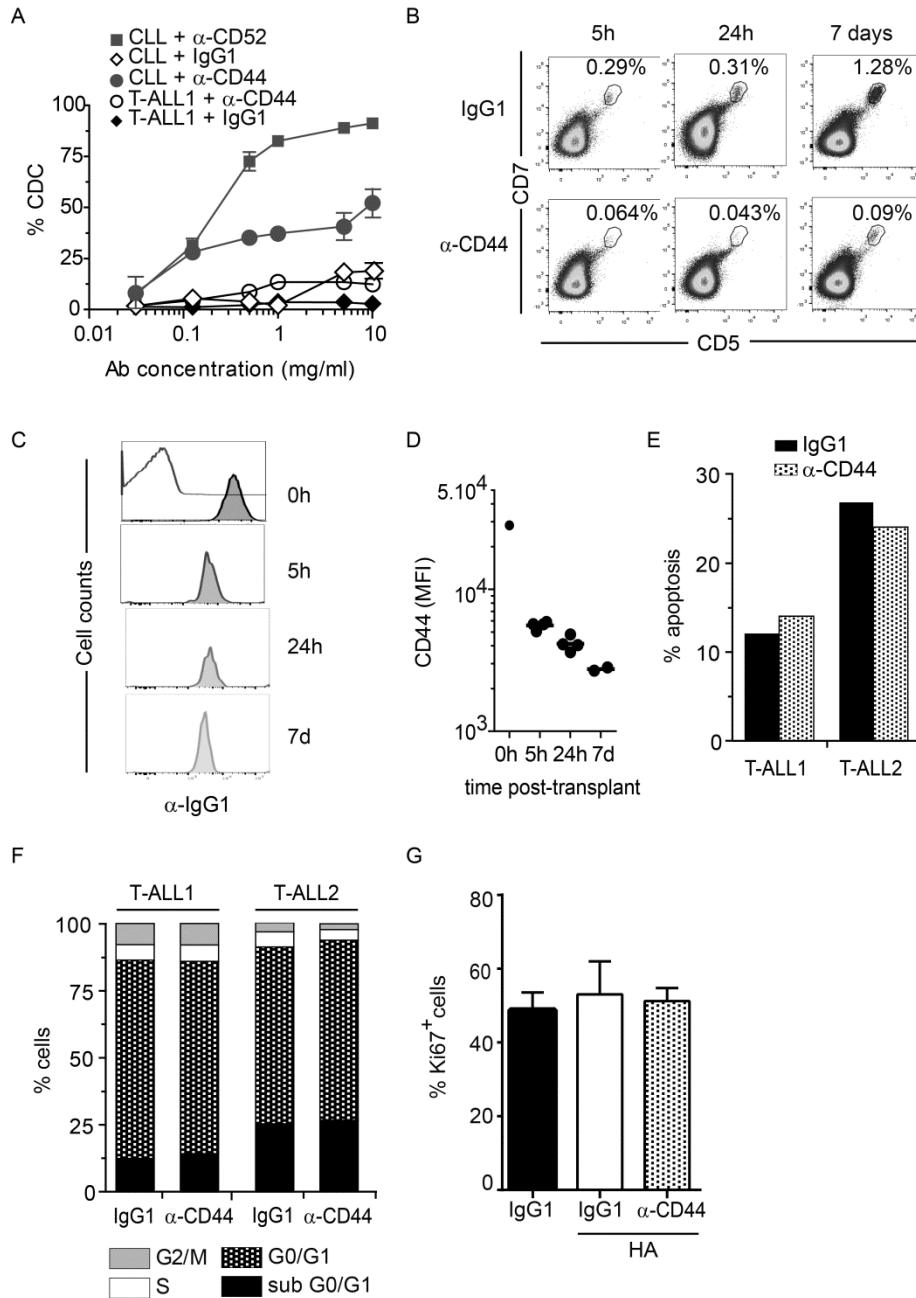 A
CLL + α-CD52
CLL + IgG1
CLL + α-CD44
T-ALL1 + α-CD44
T-ALL1 + IgG1
100
75
50
25
0
% CDC
0.01
0.1
1.0
10
Ab concentration (mg/ml)
B
5h
24h
7 days
IgG1
0.29%
0.31%
1.28%
CD7
α-CD44
0.064%
0.043%
0.09%
CD5
C
Cell counts
0h
5h
24h
7d
α-IgG1
D
5.10⁴
10⁴
10³
CD44 (MFI)
0h
5h
24h
7d
time post-transplant
E
IgG1
α-CD44
30
20
10
0
% apoptosis
T-ALL1
T-ALL2
F
T-ALL1
T-ALL2
100
75
50
25
0
% cells
IgG1
α-CD44
IgG1
α-CD44
G2/M
G0/G1
S
sub G0/G1
G
80
60
40
20
0
% Ki67⁺ cells
IgG1
IgG1
α-CD44
HA